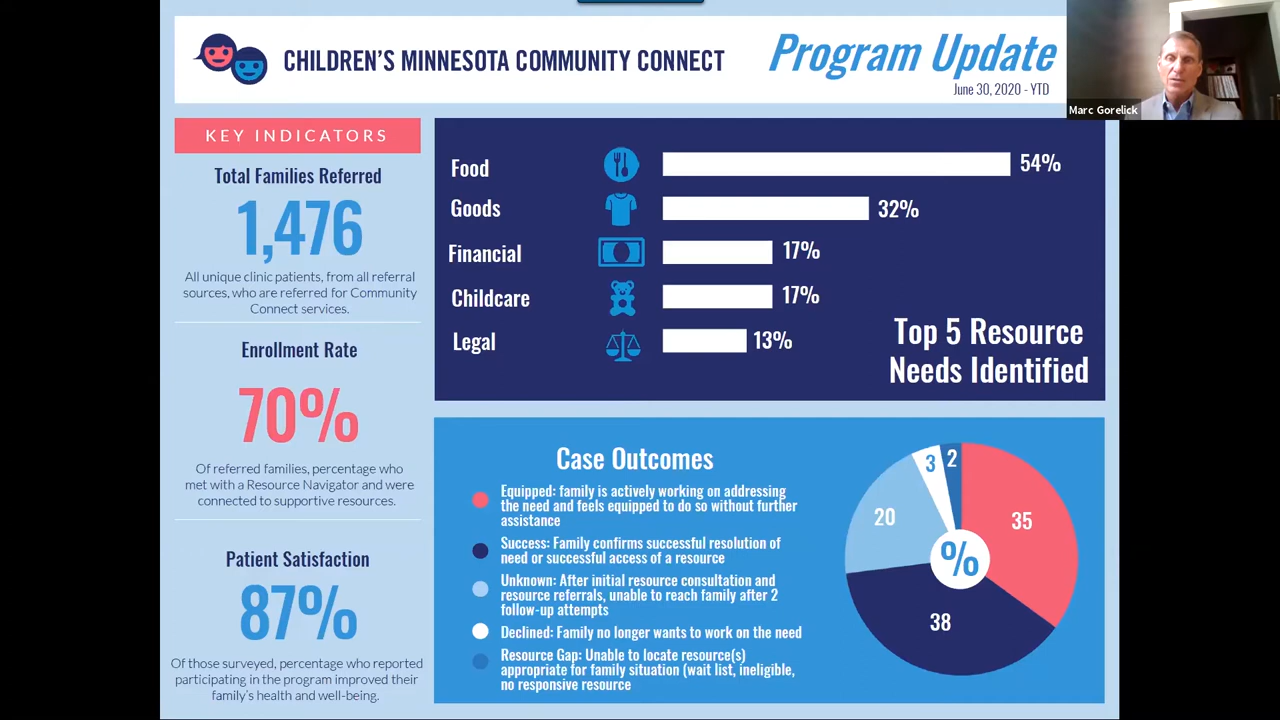 CHILDREN'S MINNESOTA COMMUNITY CONNECT
Program Update
June 30, 2020 - YTD
Marc Gorelick
KEY INDICATORS
Total Families Referred
1,476
All unique clinic patients, from all referral
sources, who are referred for Community
Connect services.
Enrollment Rate
70%
Of referred families, percentage who
met with a Resource Navigator and were
connected to supportive resources.
Patient Satisfaction
87%
Of those surveyed, percentage who reported
participating in the program improved their
family's health and well-being.
Food 54%
Goods 32%
Financial 17%
Childcare 17%
Legal 13%
Top 5 Resource
Needs Identified
Case Outcomes
Equipped: family is actively working on addressing
the need and feels equipped to do so without further
assistance
Success: Family confirms successful resolution of
need or successful access of a resource
Unknown: After initial resource consultation and
resource referrals, unable to reach family after 2
follow-up attempts
Declined: Family no longer wants to work on the need
Resource Gap: Unable to locate resource(s)
appropriate for family situation (wait list, ineligible,
no responsive resource
3 2
20 35
%
38